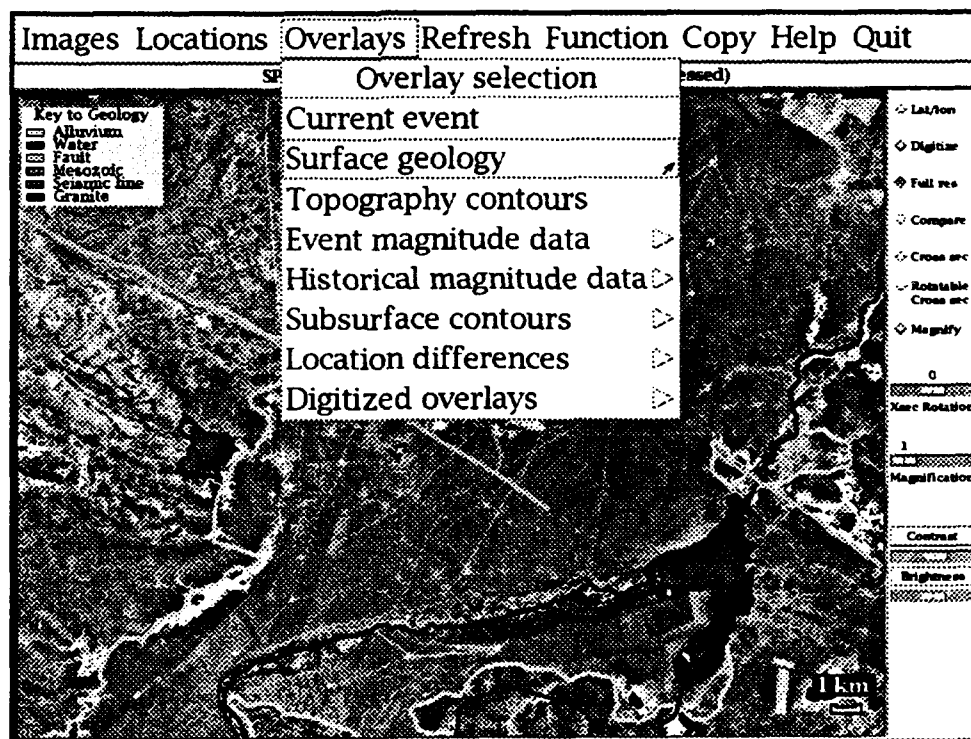 Images Locations Overlays Refresh Function Copy Help Quit
SP
essed)
Overlay selection
Current event
Surface geology
Topography contours
Event magnitude data
Historical magnitude data
Subsurface contours
Location differences
Digitized overlays
Key to Geology
Alluvium
Water
Fault
Mesozoic
Seismic line
Granite
Lat/lon
Digitize
Full res
Compare
Cross sec
Rotatable
Cross sec
Magnify
0
Xsec Rotation
1
Magnification
Contrast
Brightness
1 km